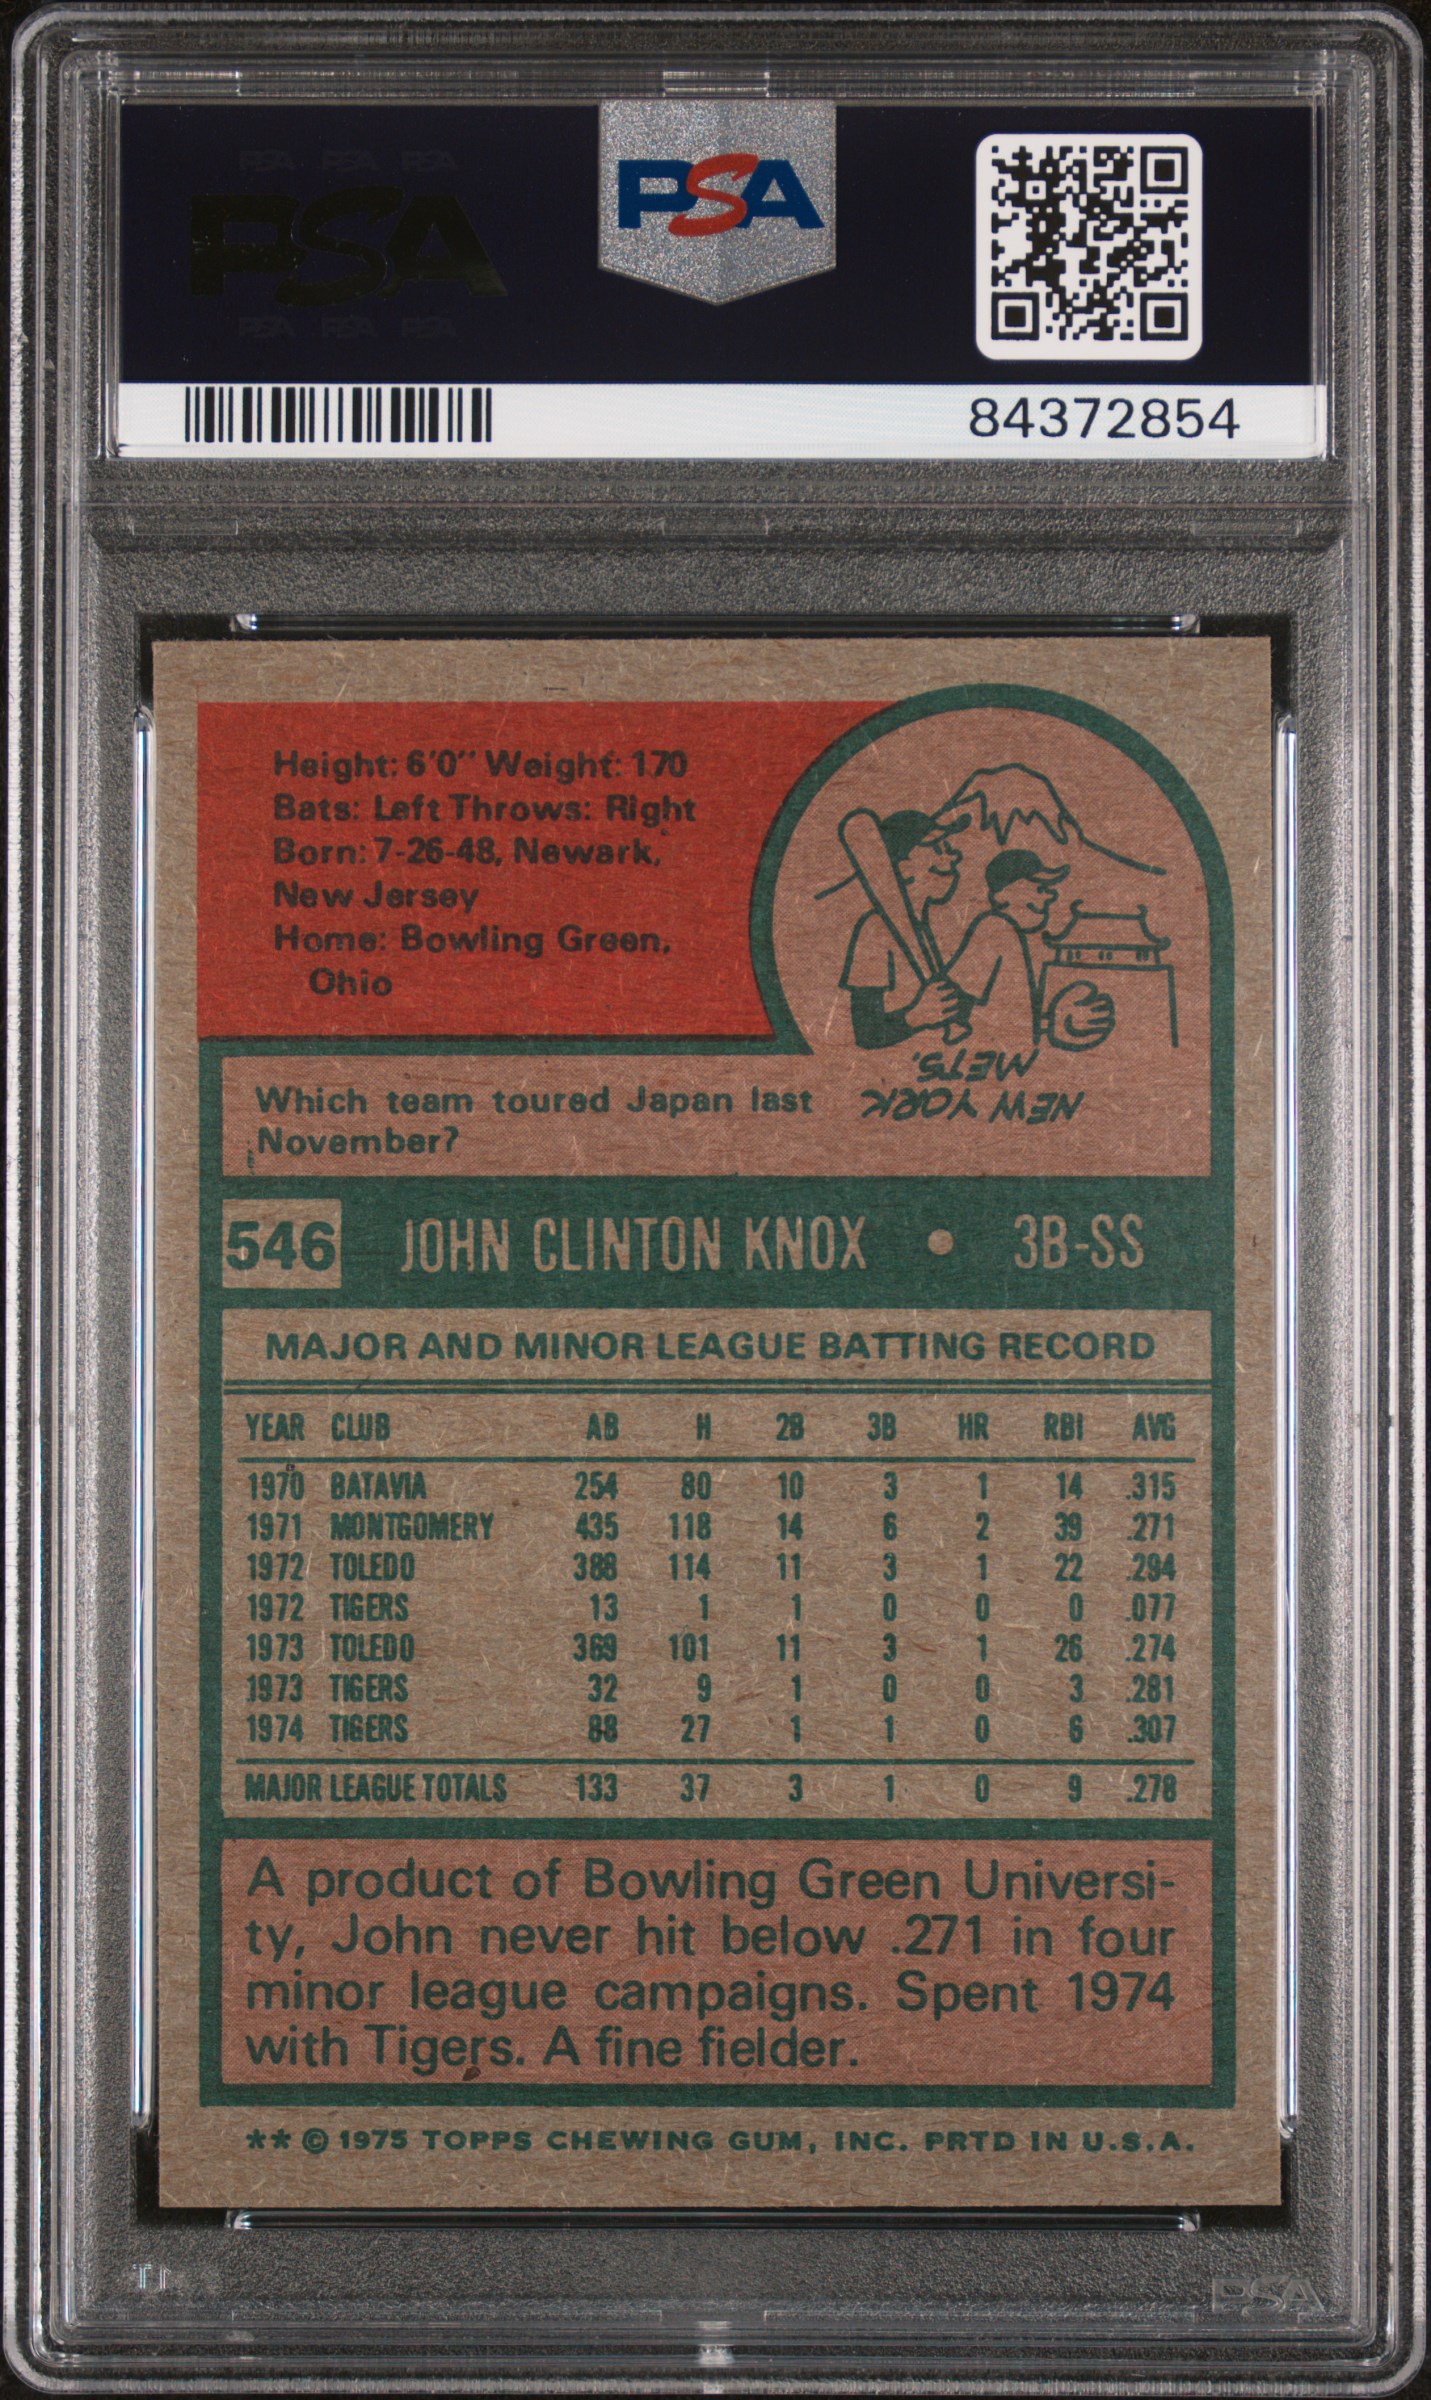 PSA PSA PSA
PSA
PSA PSA PSA
PSA
84372854
Height: 6'0" Weight: 170
Bats: Left Throws: Right
Born: 7-26-48, Newark,
New Jersey
Home: Bowling Green,
Ohio
Which team toured Japan last
November?
NEW YORK
METS.
546 JOHN CLINTON KNOX • 3B-SS
MAJOR AND MINOR LEAGUE BATTING RECORD
YEAR CLUB AB H 2B 3B HR RBI AVG
1970 BATAVIA 254 80 10 3 1 14 .315
1971 MONTGOMERY 435 118 14 6 2 39 .271
1972 TOLEDO 388 114 11 3 1 22 .294
1972 TIGERS 13 1 1 0 0 0 .077
1973 TOLEDO 369 101 11 3 1 26 .274
1973 TIGERS 32 9 1 0 0 3 .281
1974 TIGERS 88 27 1 1 0 6 .307
MAJOR LEAGUE TOTALS 133 37 3 1 0 9 .278
A product of Bowling Green Universi-
ty, John never hit below .271 in four
minor league campaigns. Spent 1974
with Tigers. A fine fielder.
** © 1975 TOPPS CHEWING GUM, INC. PRTD IN U.S.A.
PSA